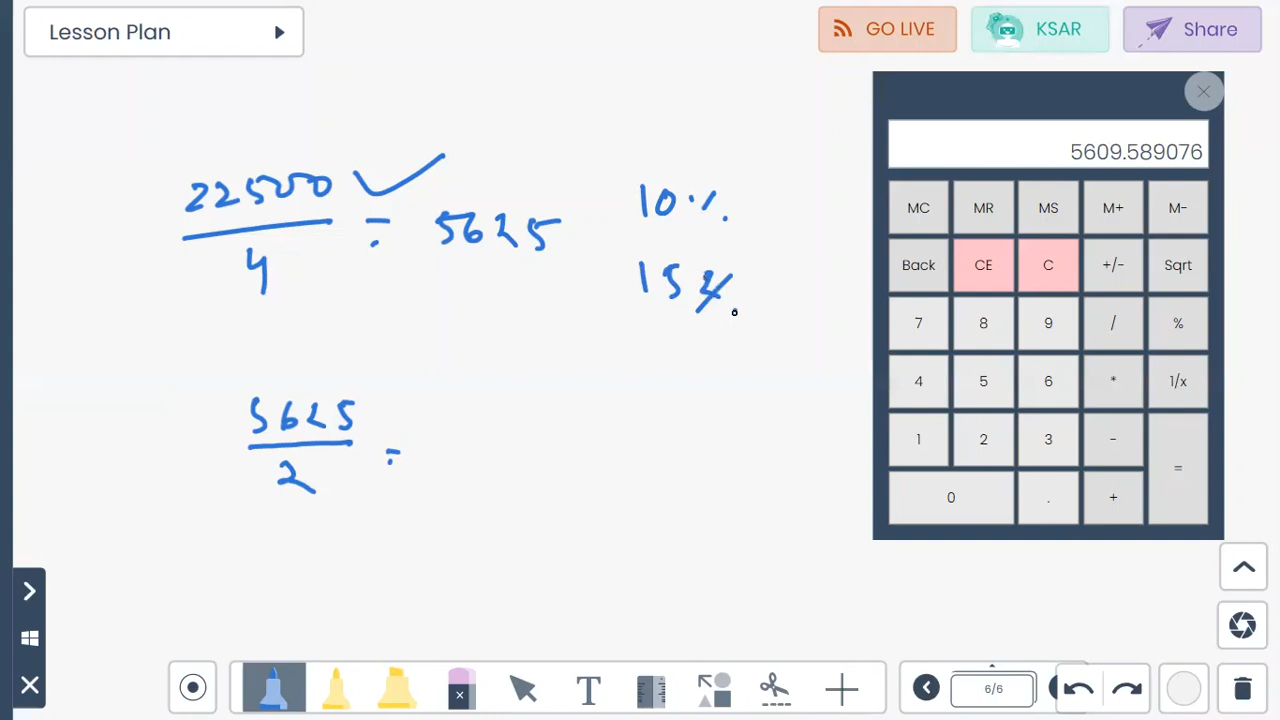 Lesson Plan
GO LIVE
KSAR
Share
5609.589076
22500
4
= 5625
10%
15%
5625
2
=
MC MR MS M+ M-
Back CE C +/- Sqrt
7 8 9 / %
4 5 6 * 1/x
1 2 3 - =
0 . +
T
6/6